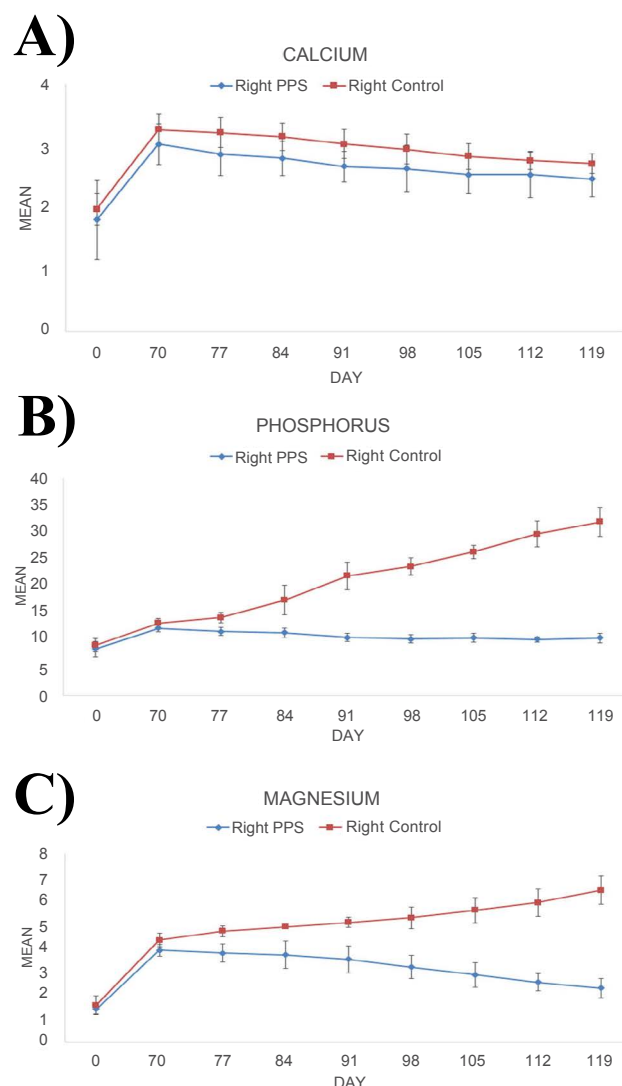 A)
CALCIUM
Right PPS Right Control
4
3
2
1
0
MEAN
0 70 77 84 91 98 105 112 119
DAY
B)
PHOSPHORUS
Right PPS Right Control
40
35
30
25
20
15
10
5
0
MEAN
0 70 77 84 91 98 105 112 119
DAY
C)
MAGNESIUM
Right PPS Right Control
8
7
6
5
4
3
2
1
0
MEAN
0 70 77 84 91 98 105 112 119
DAY